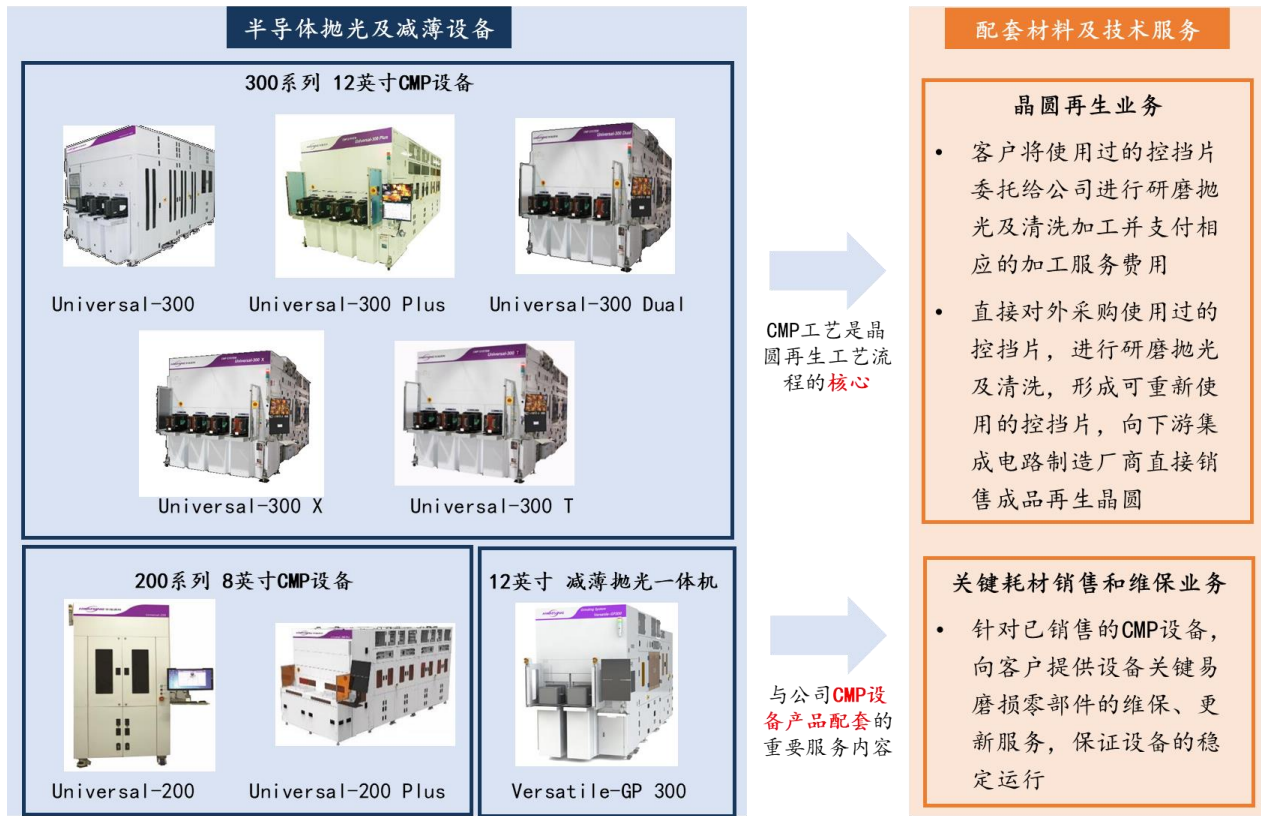 半导体抛光及减薄设备
300系列 12英寸CMP设备
Universal-300 Plus
Universal-300 Dual
Universal-300
Universal-300 Plus
Universal-300 Dual
Universal-300 X
Universal-300 T
Universal-300 X
Universal-300 T
200系列 8英寸CMP设备
Universal-200
Universal-200 Plus
12英寸 减薄抛光一体机
Versatile-GP 300
CMP工艺是晶
圆再生工艺流
程的核心
与公司CMP设
备产品配套的
重要服务内容
配套材料及技术服务
晶圆再生业务
• 客户将使用过的控挡片
委托给公司进行研磨抛
光及清洗加工并支付相
应的加工服务费用
• 直接对外采购使用过的
控挡片，进行研磨抛光
及清洗，形成可重新使
用的控挡片，向下游集
成电路制造厂商直接销
售成品再生晶圆
关键耗材销售和维保业务
• 针对已销售的CMP设备，
向客户提供设备关键易
磨损零部件的维保、更
新服务，保证设备的稳
定运行